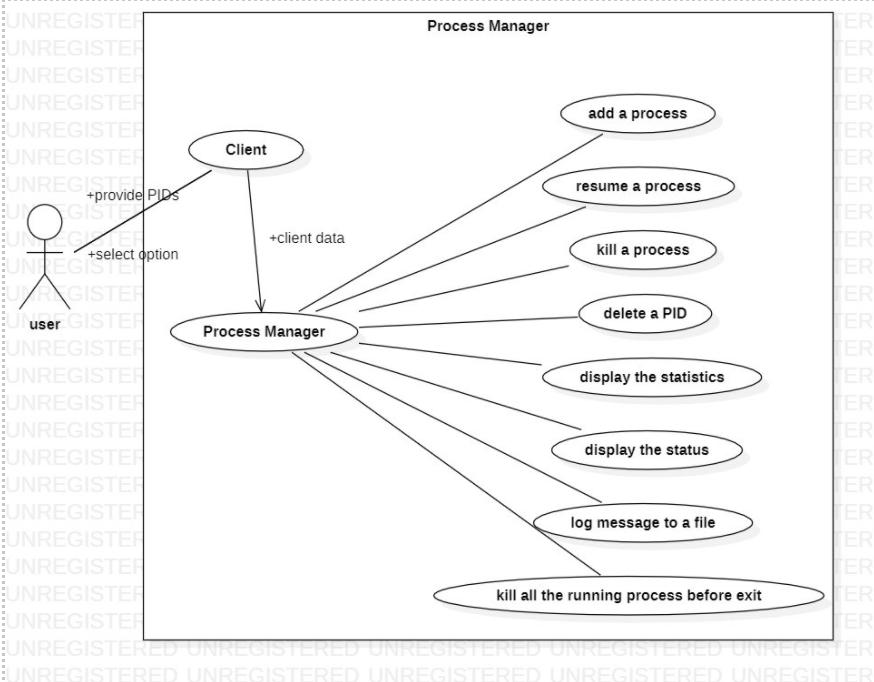 Process Manager
add a process
Client
resume a process
+provide PIDs
+client data
kill a process
+select option
delete a PID
user
Process Manager
display the statistics
display the status
log message to a file
kill all the running process before exit
UNREGISTERED UNREGISTERED UNREGISTERED UNREGISTERED UNREGISTERED